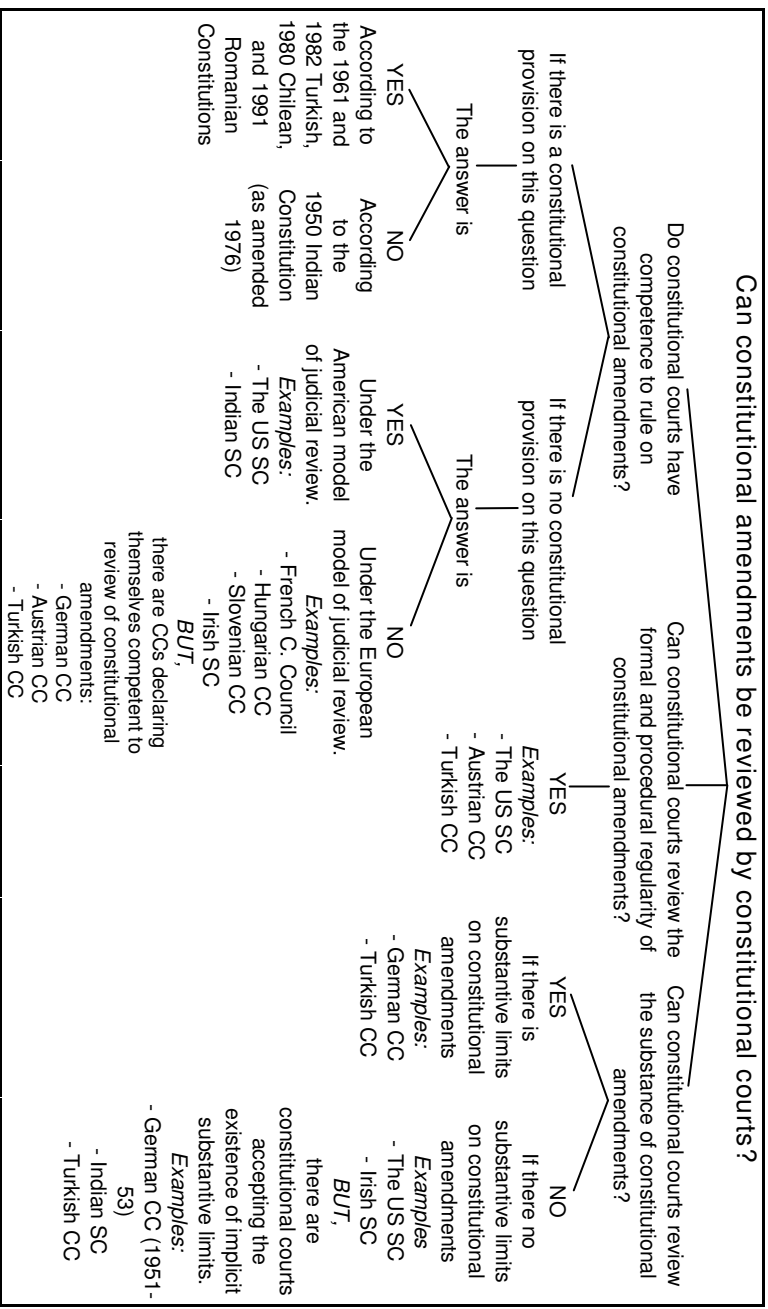 Can constitutional amendments be reviewed by constitutional courts?
Do constitutional courts have
competence to rule on
constitutional amendments?
If there is a constitutional
provision on this question
The answer is
YES
According to
the 1961 and
1982 Turkish,
1980 Chilean,
and 1991
Romanian
Constitutions
NO
According
to the
1950 Indian
Constitution
(as amended
1976)
If there is no constitutional
provision on this question
The answer is
YES
Under the
American model
of judicial review.
Examples:
- The US SC
- Indian SC
NO
Under the European
model of judicial review.
Examples:
- French C. Council
- Hungarian CC
- Slovenian CC
- Irish SC
BUT,
there are CCs declaring
themselves competent to
review of constitutional
amendments:
- German CC
- Austrian CC
- Turkish CC
Can constitutional courts review the
formal and procedural regularity of
constitutional amendments?
YES
Examples:
- The US SC
- Austrian CC
- Turkish CC
Can constitutional courts review
the substance of constitutional
amendments?
YES
If there is
substantive limits
on constitutional
amendments
Examples:
- German CC
- Turkish CC
NO
If there no
substantive limits
on constitutional
amendments
Examples
- The US SC
- Irish SC
BUT,
there are
constitutional courts
accepting the
existence of implicit
substantive limits.
Examples:
- German CC (1951-
53)
- Indian SC
- Turkish CC